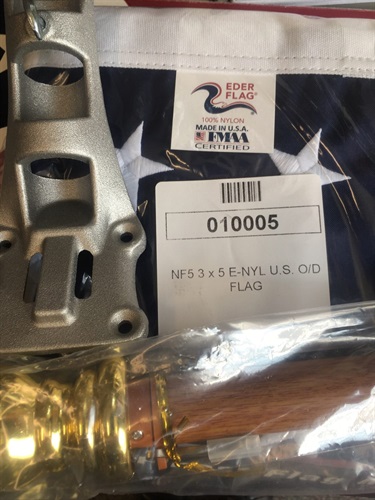 EDER
FLAG®
100% NYLON
MADE IN U.S.A.
FMAA
CERTIFIED
010005
NF5 3 x 5 E-NYL U.S. O/D
FLAG